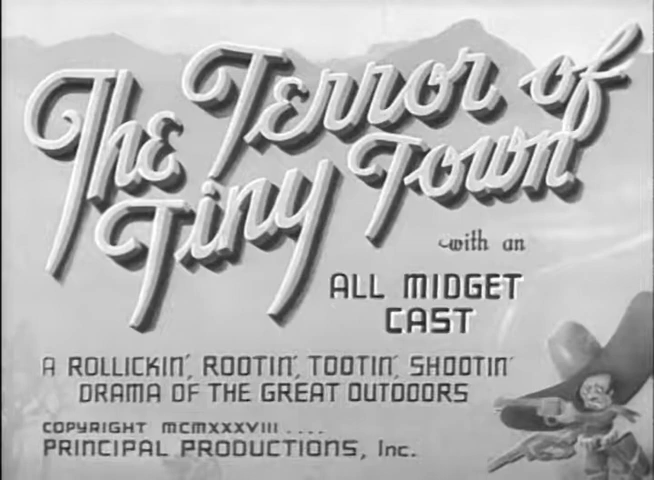 The Terror of
Tiny Town
with an
ALL MIDGET
CAST
A ROLLICKIN', ROOTIN', TOOTIN', SHOOTIN'
DRAMA OF THE GREAT OUTDOORS
COPYRIGHT MCMXXXVIII ....
PRINCIPAL PRODUCTIONS, Inc.